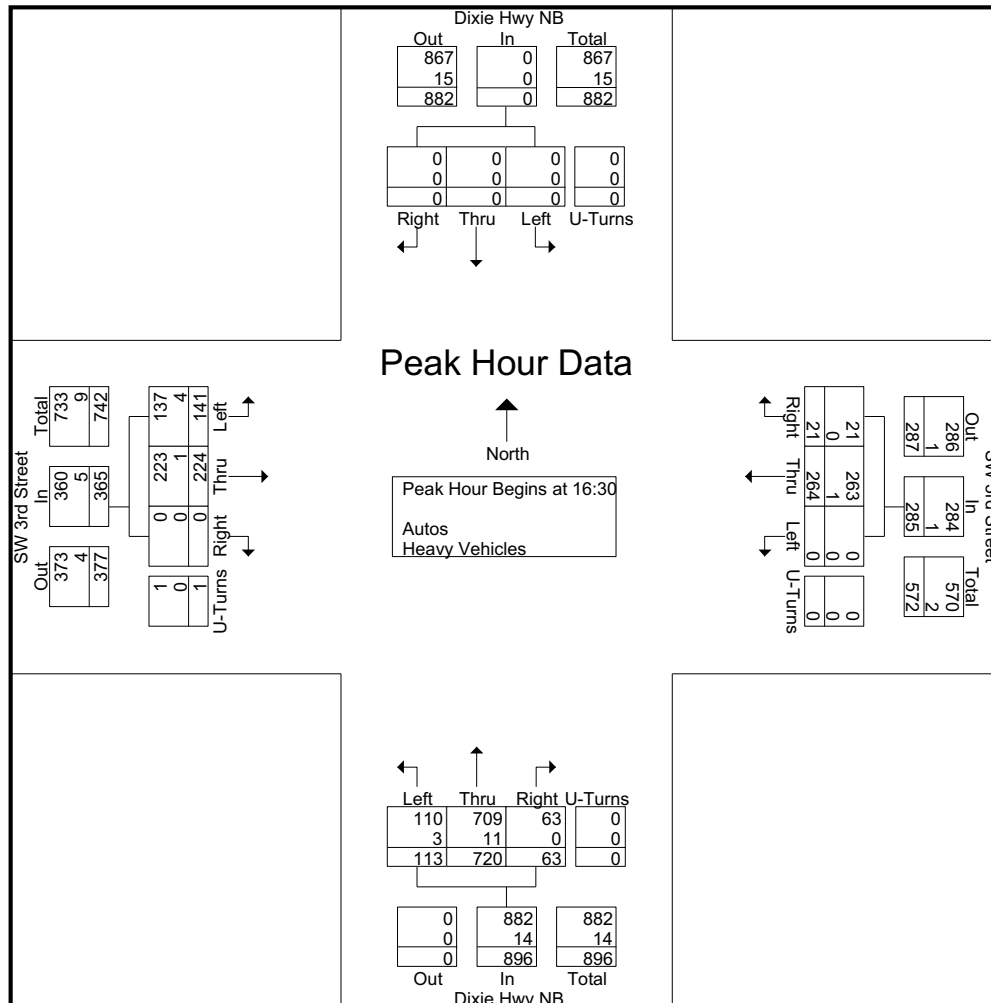 Dixie Hwy NB
Out In Total
867 0 867
15 0 15
882 0 882
0 0 0 0
0 0 0 0
0 0 0 0
Right Thru Left U-Turns
Peak Hour Data
North
Peak Hour Begins at 16:30
Autos
Heavy Vehicles
SW 3rd Street
Total In Out
733 360 373
9 5 4
742 365 377
137 223 0 1
4 1 0 0
141 224 0 1
Left Thru Right U-Turns
SW 3rd Street
Out In Total
286 284 570
1 1 2
287 285 572
21 263 0 0
0 1 0 0
21 264 0 0
Right Thru Left U-Turns
Left Thru Right U-Turns
110 709 63 0
3 11 0 0
113 720 63 0
0 882 882
0 14 14
0 896 896
Out In Total
Dixie Hwy NB